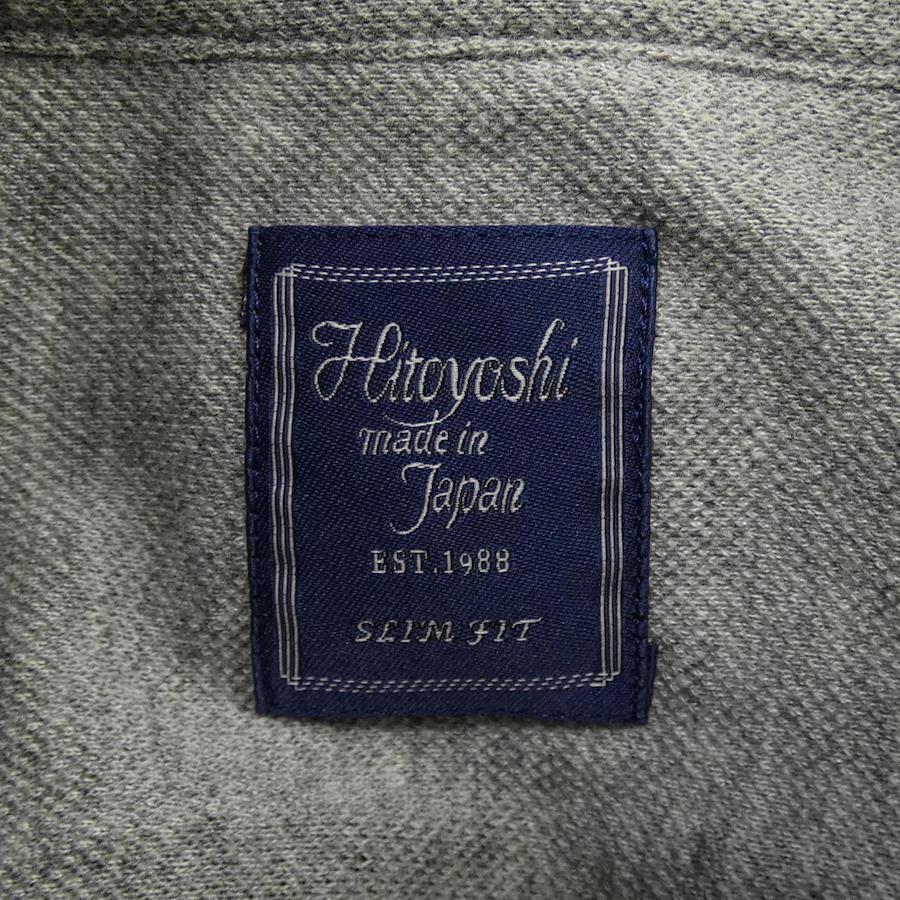 Hitoyoshi
made in
Japan
EST.1988
SLIM FIT